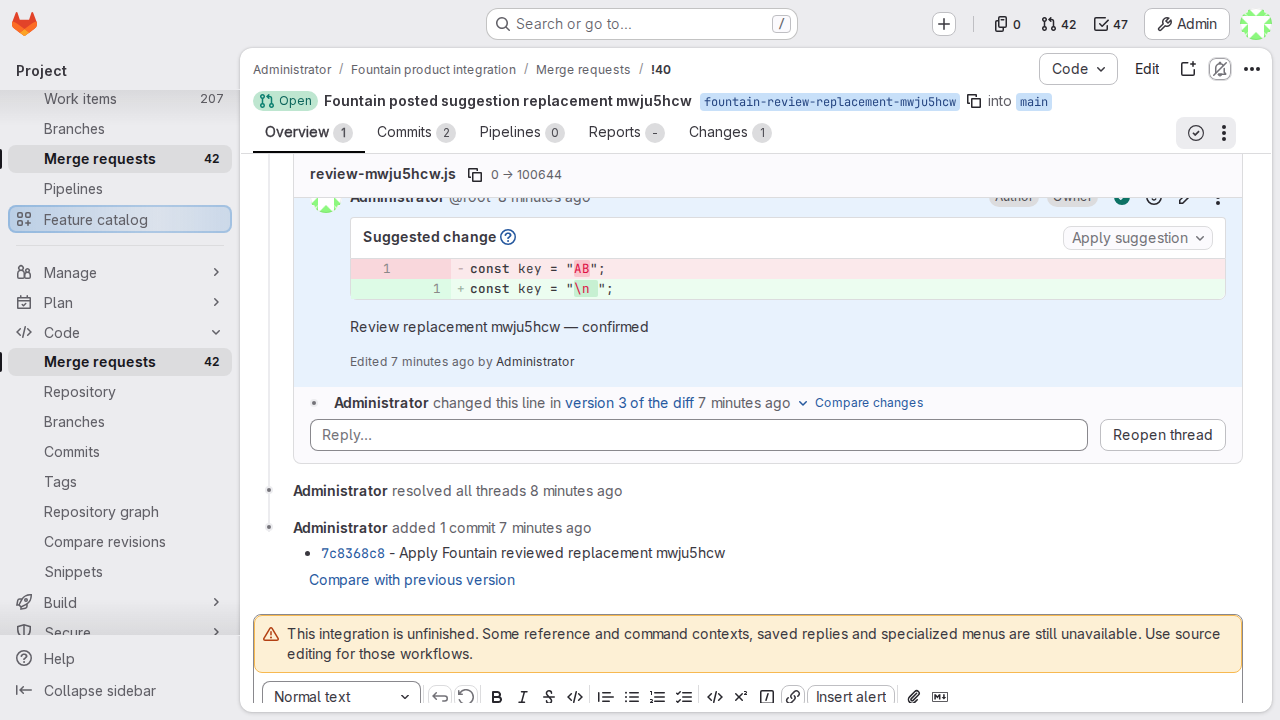 Search or go to... /
0 42 47 Admin
Project
Work items 207
Branches
Merge requests 42
Pipelines
Feature catalog
Manage
Plan
Code
Merge requests 42
Repository
Branches
Commits
Tags
Repository graph
Compare revisions
Snippets
Build
Secure
Help
Collapse sidebar
Administrator / Fountain product integration / Merge requests / !40
Code Edit
Open Fountain posted suggestion replacement mwju5hcw fountain-review-replacement-mwju5hcw into main
Overview 1 Commits 2 Pipelines 0 Reports - Changes 1
review-mwju5hcw.js 0 → 100644
Administrator @root 8 minutes ago Author Owner
Suggested change Apply suggestion
1 - const key = "AB";
1 + const key = "\n ";
Review replacement mwju5hcw — confirmed
Edited 7 minutes ago by Administrator
Administrator changed this line in version 3 of the diff 7 minutes ago Compare changes
Reply... Reopen thread
Administrator resolved all threads 8 minutes ago
Administrator added 1 commit 7 minutes ago
• 7c8368c8 - Apply Fountain reviewed replacement mwju5hcw
Compare with previous version
This integration is unfinished. Some reference and command contexts, saved replies and specialized menus are still unavailable. Use source
editing for those workflows.
Normal text B I S Insert alert